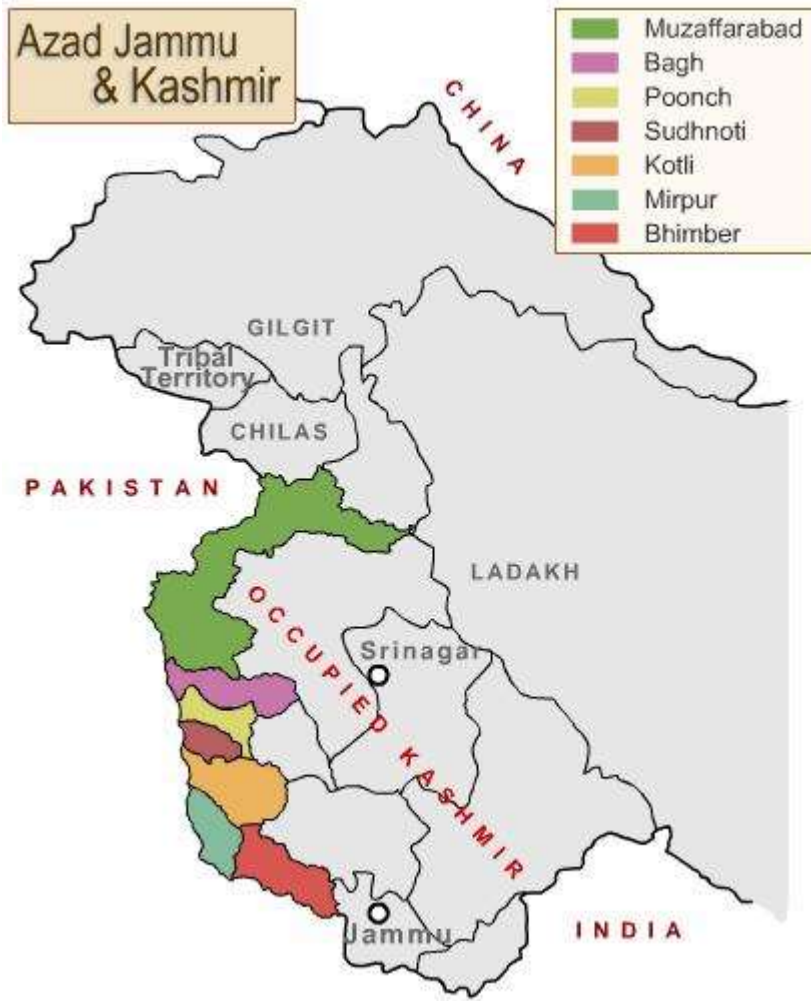 Azad Jammu
& Kashmir
Muzaffarabad
Bagh
Poonch
Sudhnoti
Kotli
Mirpur
Bhimber
CHINA
GILGIT
Tribal
Territory
CHILAS
PAKISTAN
LADAKH
OCCUPIED KASHMIR
Srinagar
INDIA
Jammu